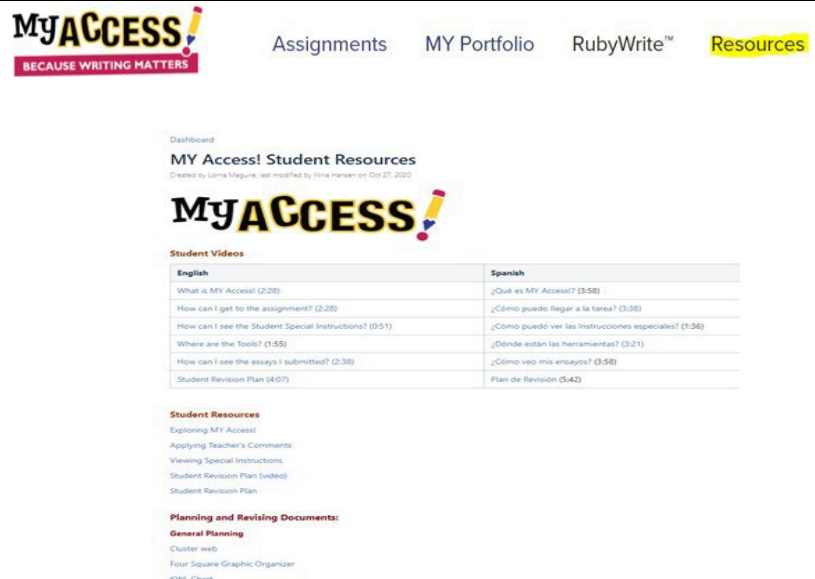 MY ACCESS!
BECAUSE WRITING MATTERS
Assignments MY Portfolio RubyWrite™ Resources
Dashboard
MY Access! Student Resources
Created by Lorna Maguire, last modified by Nina Hansen on Oct 27, 2020
MY ACCESS!
Student Videos
English Spanish
What is MY Access! (2:28) ¿Qué es MY Access!? (3:58)
How can I get to the assignment? (2:28) ¿Cómo puedo llegar a la tarea? (3:38)
How can I see the Student Special Instructions? (0:51) ¿Cómo puedo ver las Instrucciones especiales? (1:36)
Where are the Tools? (1:55) ¿Dónde están las herramientas? (3:21)
How can I see the essays I submitted? (2:38) ¿Cómo veo mis ensayos? (3:58)
Student Revision Plan (4:07) Plan de Revisión (5:42)
Student Resources
Exploring MY Access!
Applying Teacher's Comments
Viewing Special Instructions
Student Revision Plan (video)
Student Revision Plan
Planning and Revising Documents:
General Planning
Cluster web
Four Square Graphic Organizer